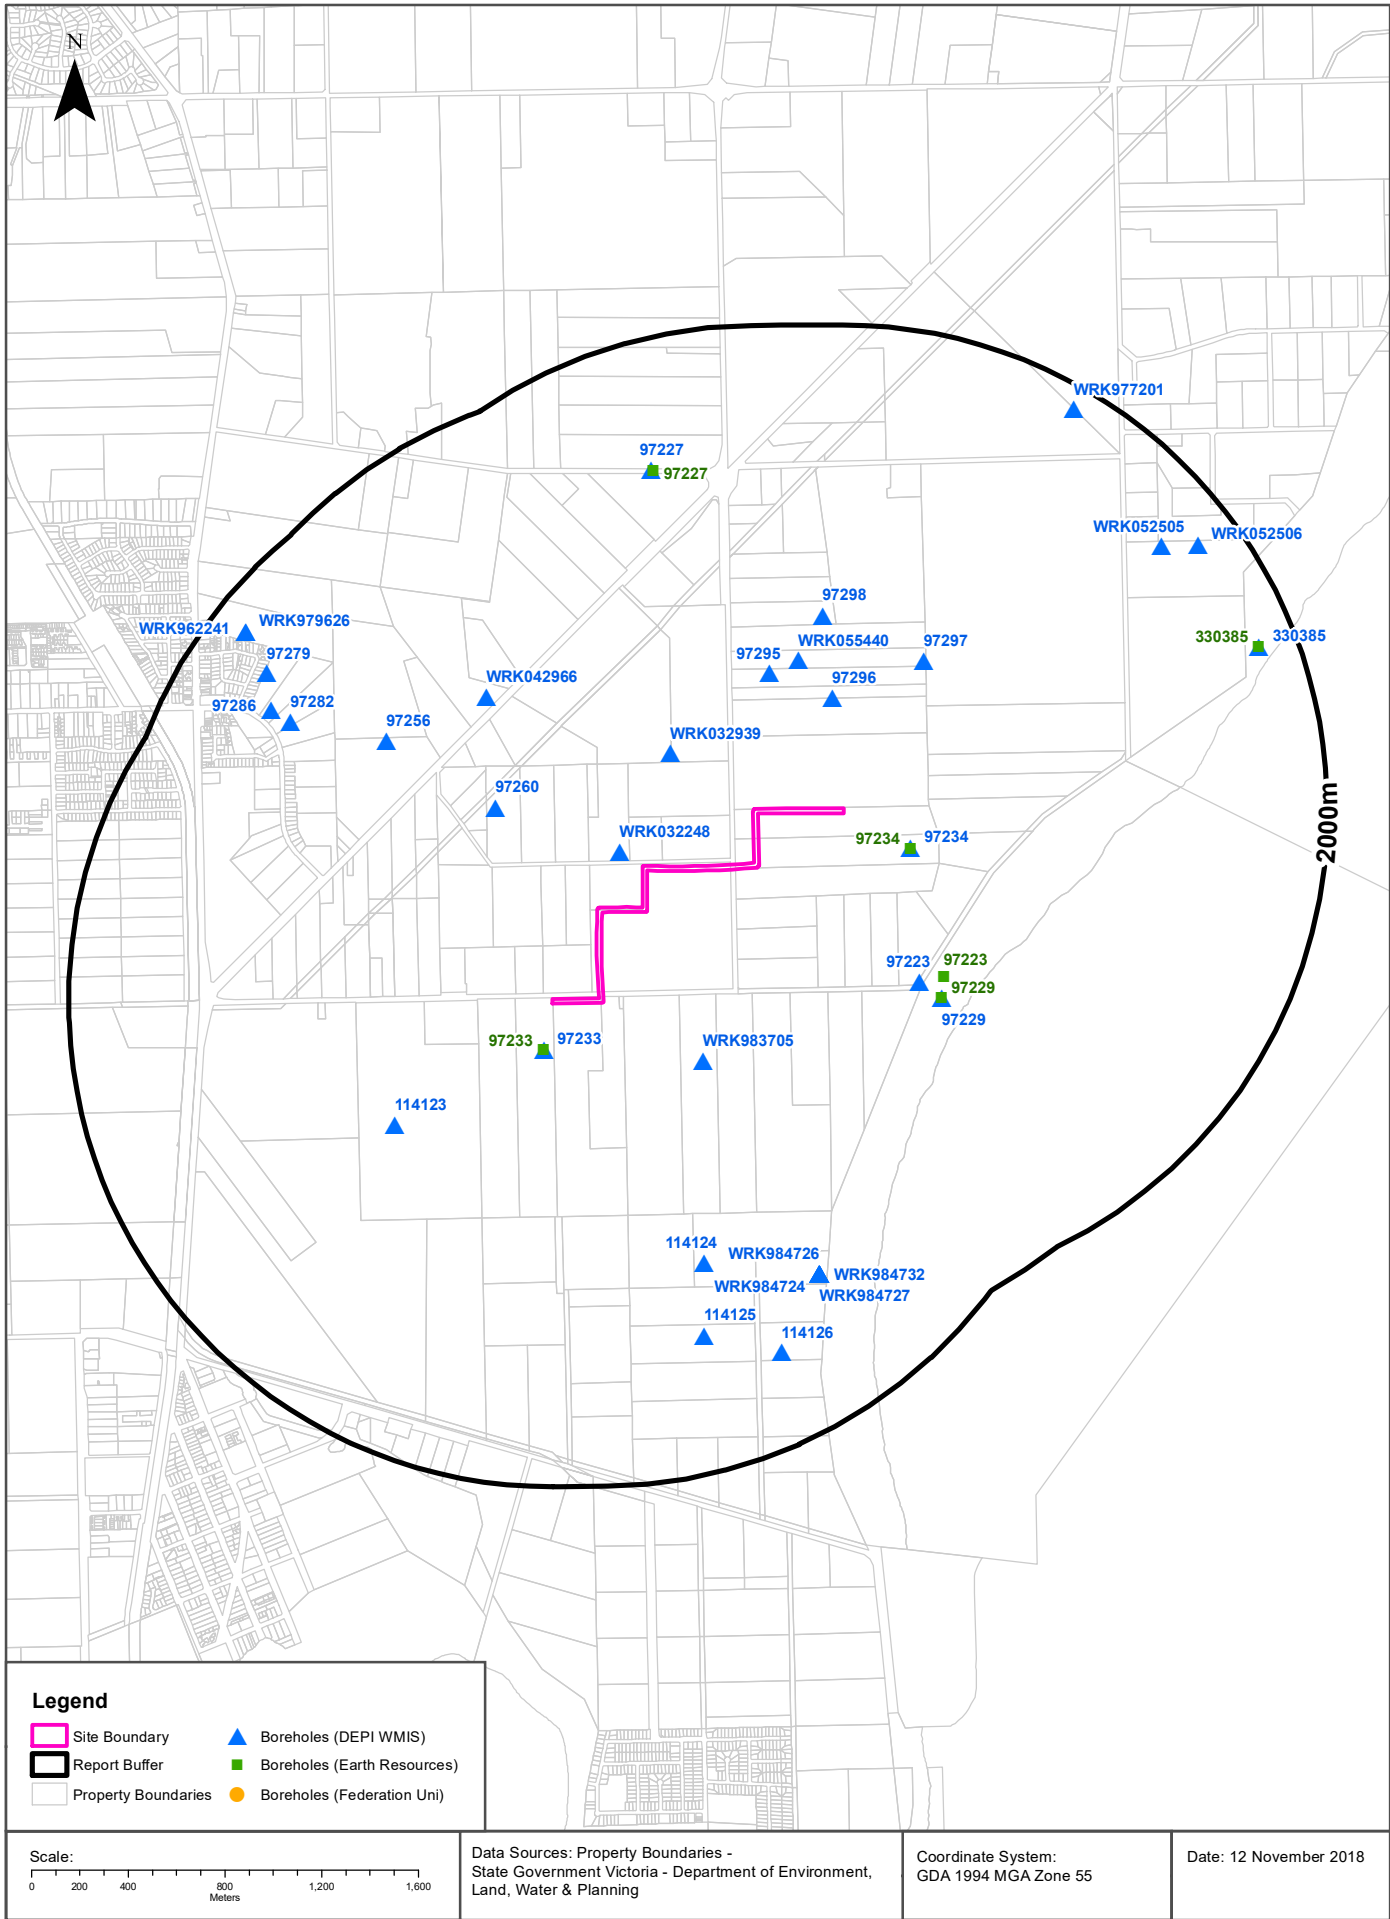 N
WRK977201
97227
97227
WRK052505
WRK052506
97298
WRK979626
WRK962241
330385
330385
97279
97295
WRK055440
97297
WRK042966
97296
97286
97282
97256
WRK032939
97260
2000m
WRK032248
97234
97234
97223
97223
97229
97229
97233
97233
WRK983705
114123
114124
WRK984726
WRK984732
WRK984724
WRK984727
114125
114126
Legend
Site Boundary
Boreholes (DEPI WMIS)
Report Buffer
Boreholes (Earth Resources)
Property Boundaries
Boreholes (Federation Uni)
Scale:
0 200 400 800 1,200 1,600
Meters
Data Sources: Property Boundaries -
State Government Victoria - Department of Environment,
Land, Water & Planning
Coordinate System:
GDA 1994 MGA Zone 55
Date: 12 November 2018